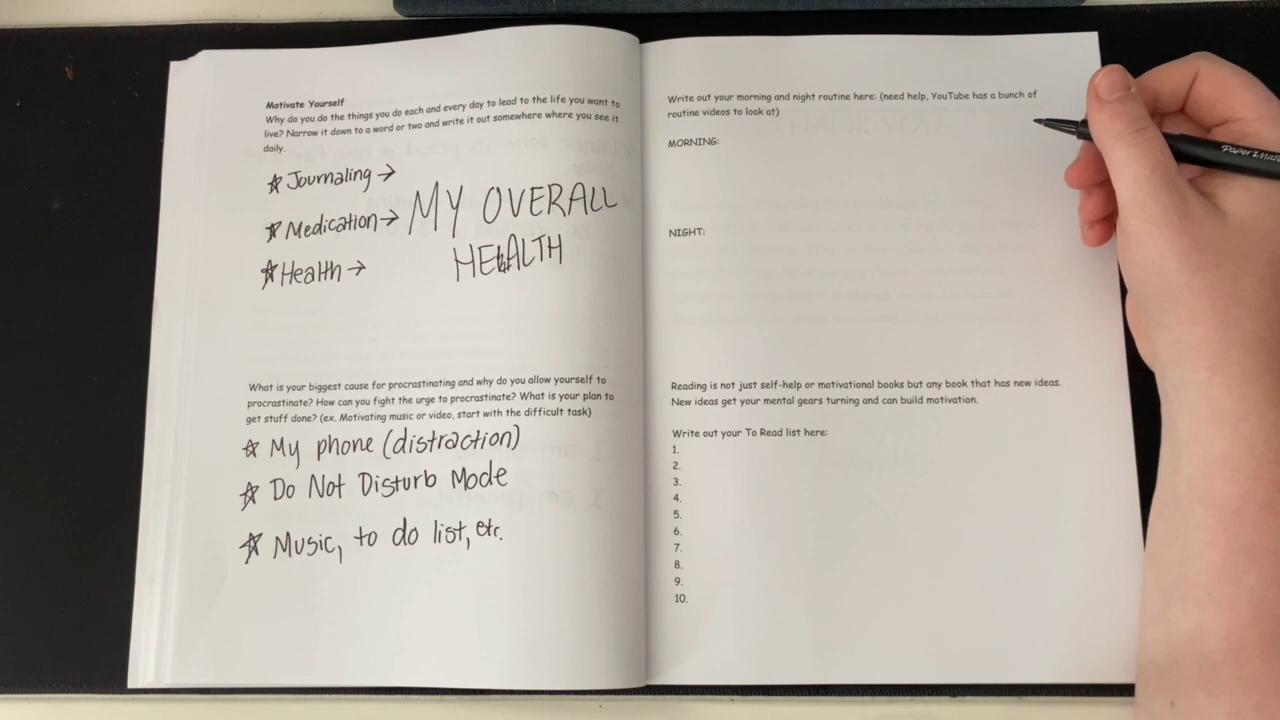 Motivate Yourself
Why do you do the things you do each and every day to lead to the life you want to
live? Narrow it down to a word or two and write it out somewhere where you see it
daily.
☆ Journaling →
☆ Medication → MY OVERALL
HEALTH
☆ Health →
What is your biggest cause for procrastinating and why do you allow yourself to
procrastinate? How can you fight the urge to procrastinate? What is your plan to
get stuff done? (ex. Motivating music or video, start with the difficult task)
☆ My phone (distraction)
☆ Do Not Disturb Mode
☆ Music, to do list, etc.
Write out your morning and night routine here: (need help, YouTube has a bunch of
routine videos to look at)
MORNING:
NIGHT:
Reading is not just self-help or motivational books but any book that has new ideas.
New ideas get your mental gears turning and can build motivation.
Write out your To Read list here:
1.
2.
3.
4.
5.
6.
7.
8.
9.
10.
PAPER MATE